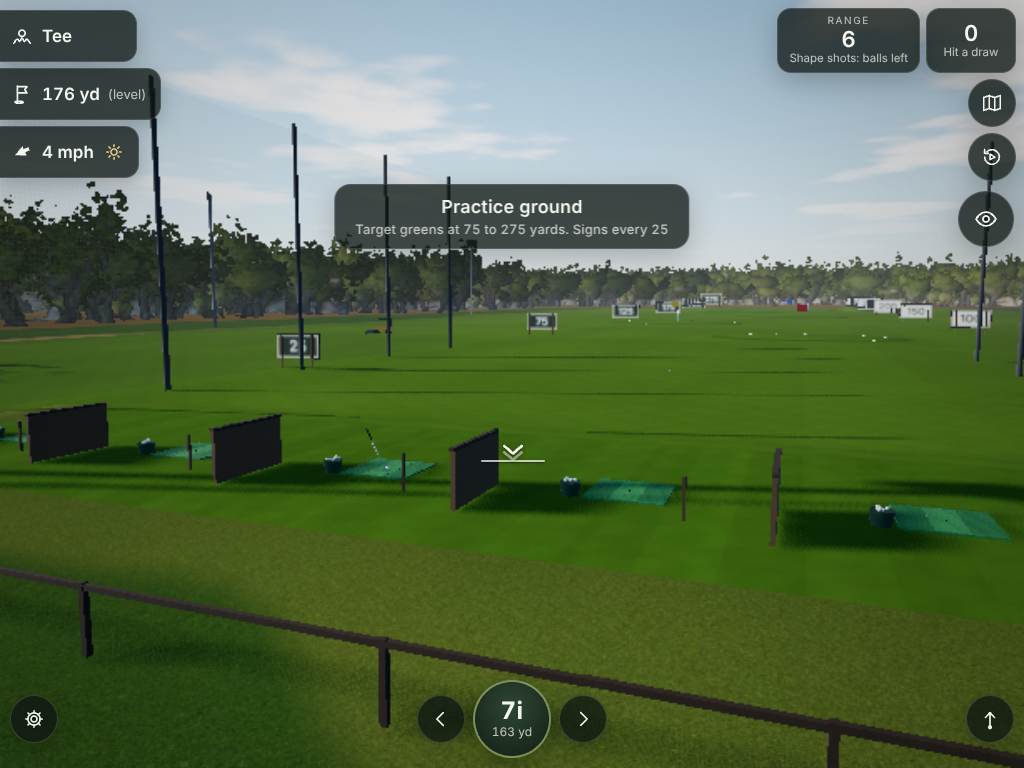 Tee
176 yd (level)
4 mph
RANGE
6
Shape shots: balls left
0
Hit a draw
Practice ground
Target greens at 75 to 275 yards. Signs every 25
25
75
125
150
100
7i
163 yd